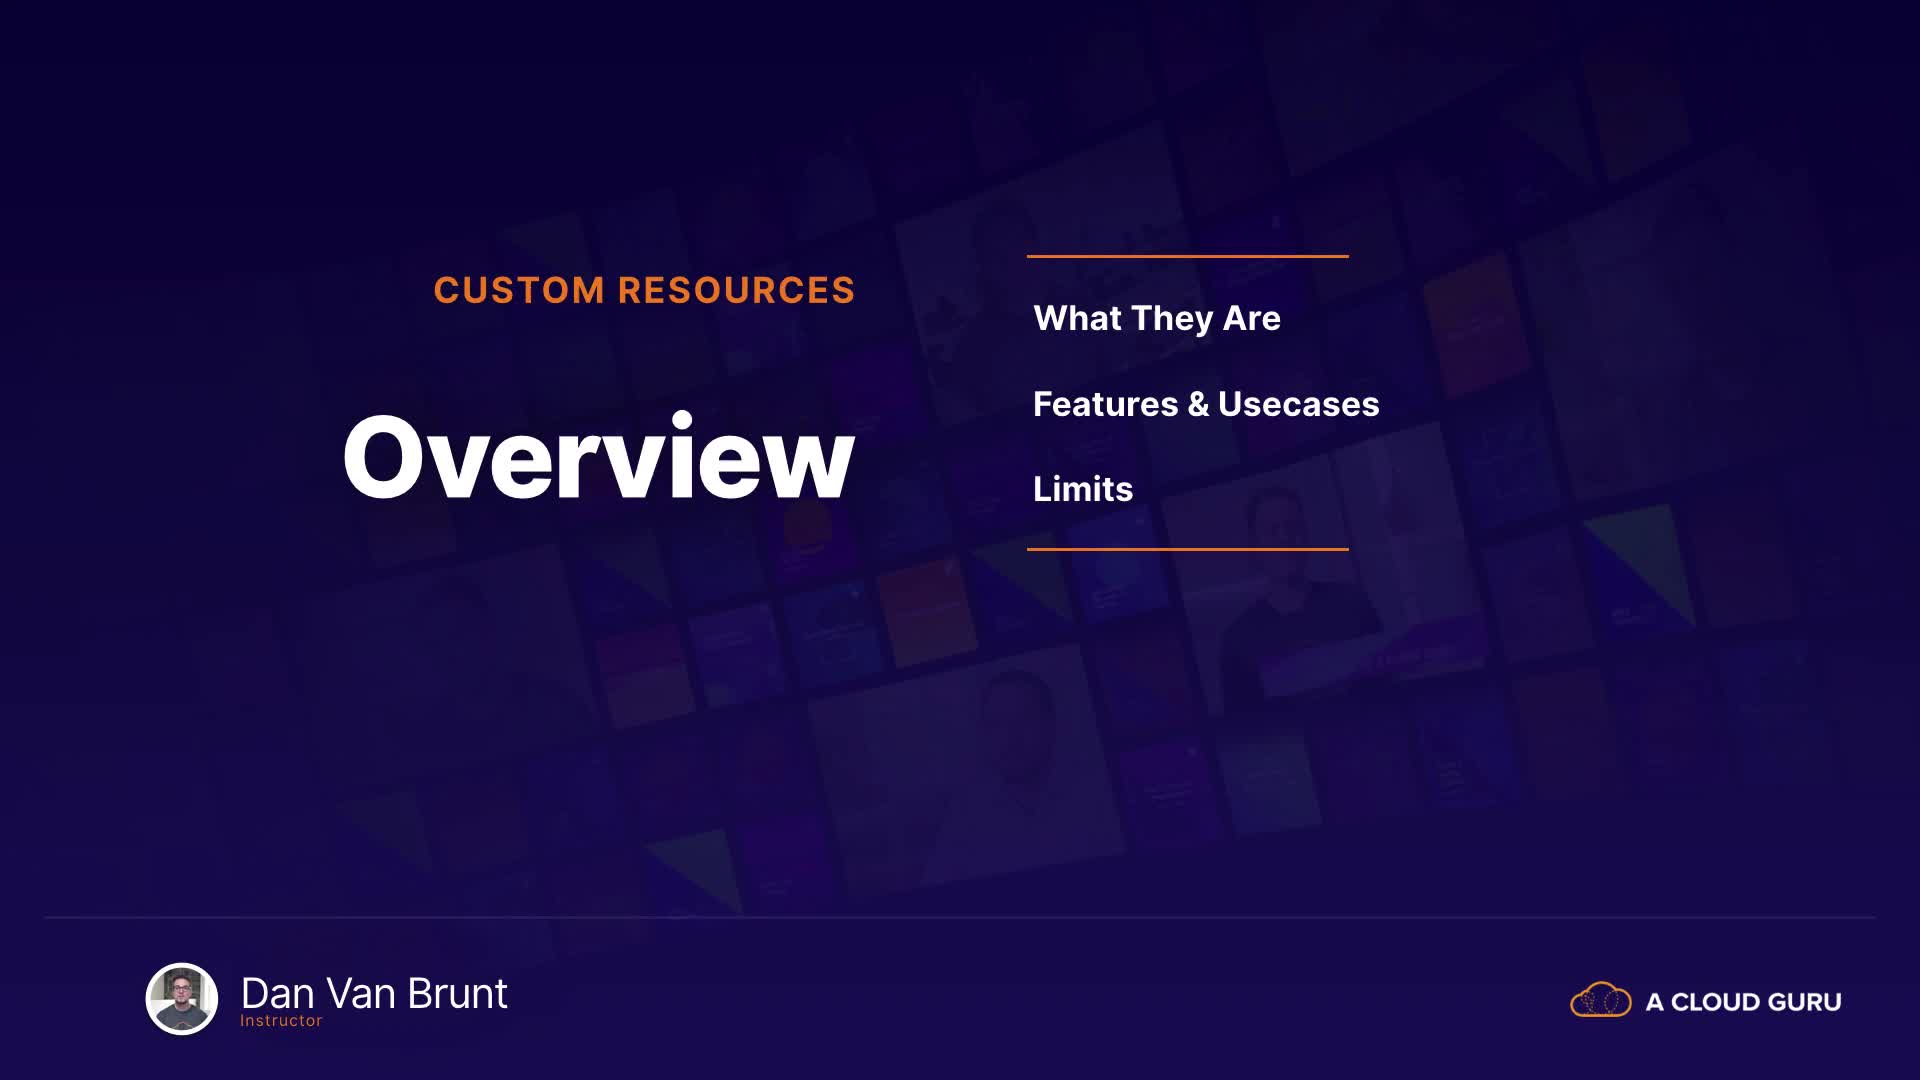 CUSTOM RESOURCES
Overview
What They Are
Features & Usecases
Limits
Dan Van Brunt
Instructor
A CLOUD GURU